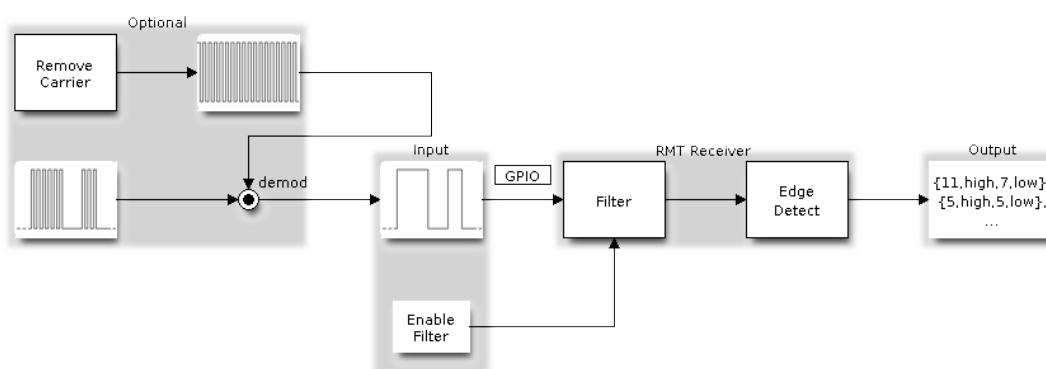 Optional
Remove
Carrier
demod
Input
Enable
Filter
GPIO
RMT Receiver
Filter
Edge
Detect
Output
{11,high,7,low}
{5,high,5,low},
...